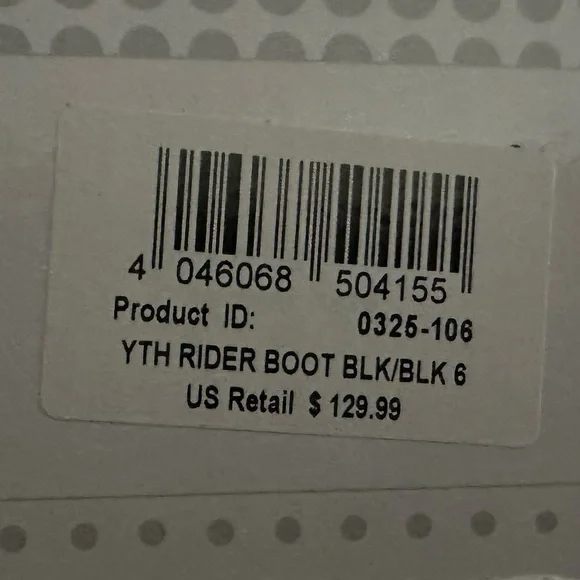 4 046068 504155
Product ID: 0325-106
YTH RIDER BOOT BLK/BLK 6
US Retail $ 129.99